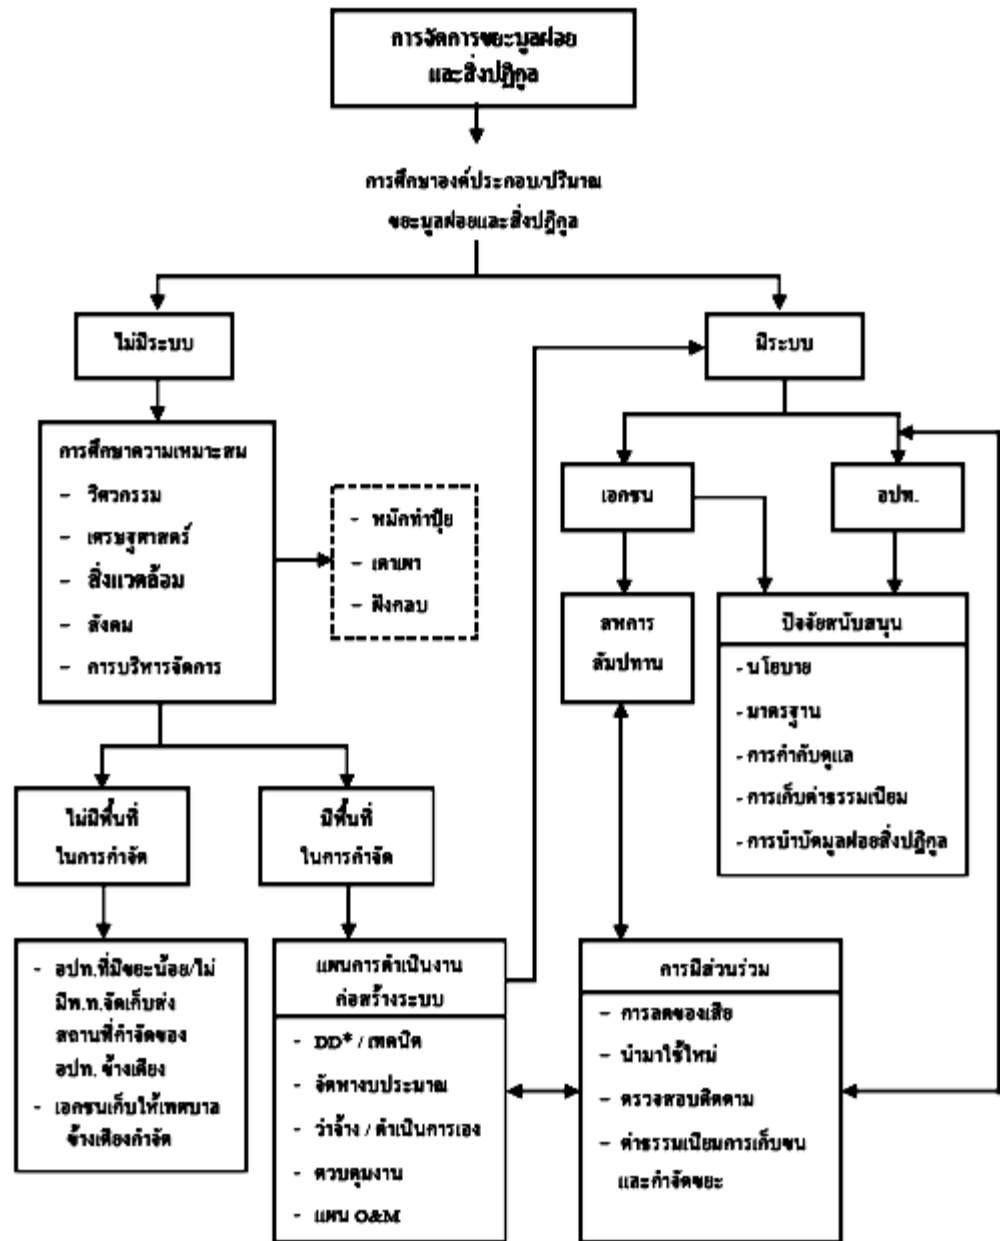 การจัดการขยะมูลฝอย
และสิ่งปฏิกูล
การศึกษาองค์ประกอบ/ปริมาณ
ขยะมูลฝอยและสิ่งปฏิกูล
ไม่มีระบบ
มีระบบ
การศึกษาความเหมาะสม
- วิศวกรรม
- เศรษฐศาสตร์
- สิ่งแวดล้อม
- สังคม
- การบริหารจัดการ
- หมักทำปุ๋ย
- เตาเผา
- ฝังกลบ
เอกชน
อปท.
สหการ
สัมปทาน
ปัจจัยสนับสนุน
- นโยบาย
- มาตรฐาน
- การกำกับดูแล
- การเก็บค่าธรรมเนียม
- การบำบัดมูลฝอยสิ่งปฏิกูล
ไม่มีพื้นที่
ในการกำจัด
มีพื้นที่
ในการกำจัด
- อปท.ที่มีขยะน้อย/ไม่
มีพ.ท.จัดเก็บส่ง
สถานที่กำจัดของ
อปท. ข้างเคียง
- เอกชนเก็บให้เทศบาล
ข้างเคียงกำจัด
แผนการดำเนินงาน
ก่อสร้างระบบ
- DD* / เทคนิค
- จัดหางบประมาณ
- ว่าจ้าง / ดำเนินการเอง
- ควบคุมงาน
- แผน O&M
การมีส่วนร่วม
- การลดของเสีย
- นำมาใช้ใหม่
- ตรวจสอบติดตาม
- ค่าธรรมเนียมการเก็บขน
และกำจัดขยะ